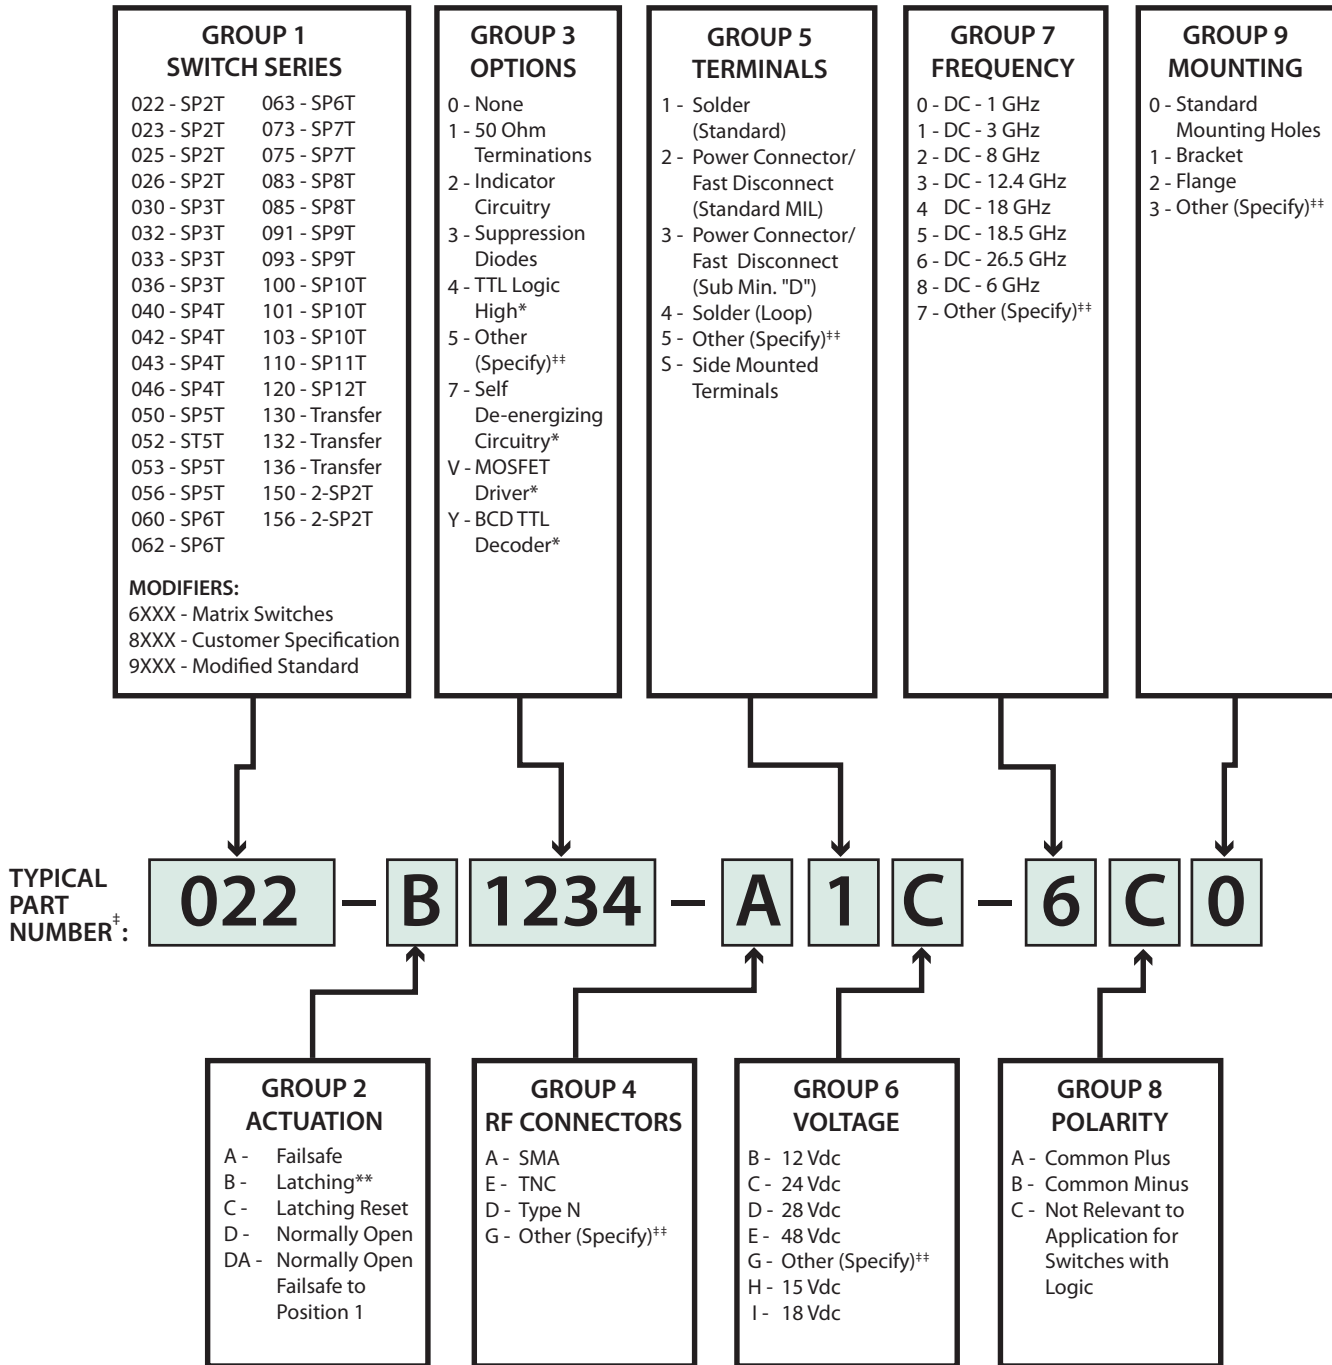 GROUP 1
SWITCH SERIES
022 - SP2T
023 - SP2T
025 - SP2T
026 - SP2T
030 - SP3T
032 - SP3T
033 - SP3T
036 - SP3T
040 - SP4T
042 - SP4T
043 - SP4T
046 - SP4T
050 - SP5T
052 - ST5T
053 - SP5T
056 - SP5T
060 - SP6T
062 - SP6T
063 - SP6T
073 - SP7T
075 - SP7T
083 - SP8T
085 - SP8T
091 - SP9T
093 - SP9T
100 - SP10T
101 - SP10T
103 - SP10T
110 - SP11T
120 - SP12T
130 - Transfer
132 - Transfer
136 - Transfer
150 - 2-SP2T
156 - 2-SP2T
MODIFIERS:
6XXX - Matrix Switches
8XXX - Customer Specification
9XXX - Modified Standard
GROUP 3
OPTIONS
0 - None
1 - 50 Ohm
Terminations
2 - Indicator
Circuitry
3 - Suppression
Diodes
4 - TTL Logic
High*
5 - Other
(Specify)‡‡
7 - Self
De-energizing
Circuitry*
V - MOSFET
Driver*
Y - BCD TTL
Decoder*
GROUP 5
TERMINALS
1 - Solder
(Standard)
2 - Power Connector/
Fast Disconnect
(Standard MIL)
3 - Power Connector/
Fast Disconnect
(Sub Min. "D")
4 - Solder (Loop)
5 - Other (Specify)‡‡
S - Side Mounted
Terminals
GROUP 7
FREQUENCY
0 - DC - 1 GHz
1 - DC - 3 GHz
2 - DC - 8 GHz
3 - DC - 12.4 GHz
4 DC - 18 GHz
5 - DC - 18.5 GHz
6 - DC - 26.5 GHz
8 - DC - 6 GHz
7 - Other (Specify)‡‡
GROUP 9
MOUNTING
0 - Standard
Mounting Holes
1 - Bracket
2 - Flange
3 - Other (Specify)‡‡
TYPICAL
PART
NUMBER‡:
022 – B 1234 – A 1 C – 6 C 0
GROUP 2
ACTUATION
A - Failsafe
B - Latching**
C - Latching Reset
D - Normally Open
DA - Normally Open
Failsafe to
Position 1
GROUP 4
RF CONNECTORS
A - SMA
E - TNC
D - Type N
G - Other (Specify)‡‡
GROUP 6
VOLTAGE
B - 12 Vdc
C - 24 Vdc
D - 28 Vdc
E - 48 Vdc
G - Other (Specify)‡‡
H - 15 Vdc
I - 18 Vdc
GROUP 8
POLARITY
A - Common Plus
B - Common Minus
C - Not Relevant to
Application for
Switches with
Logic